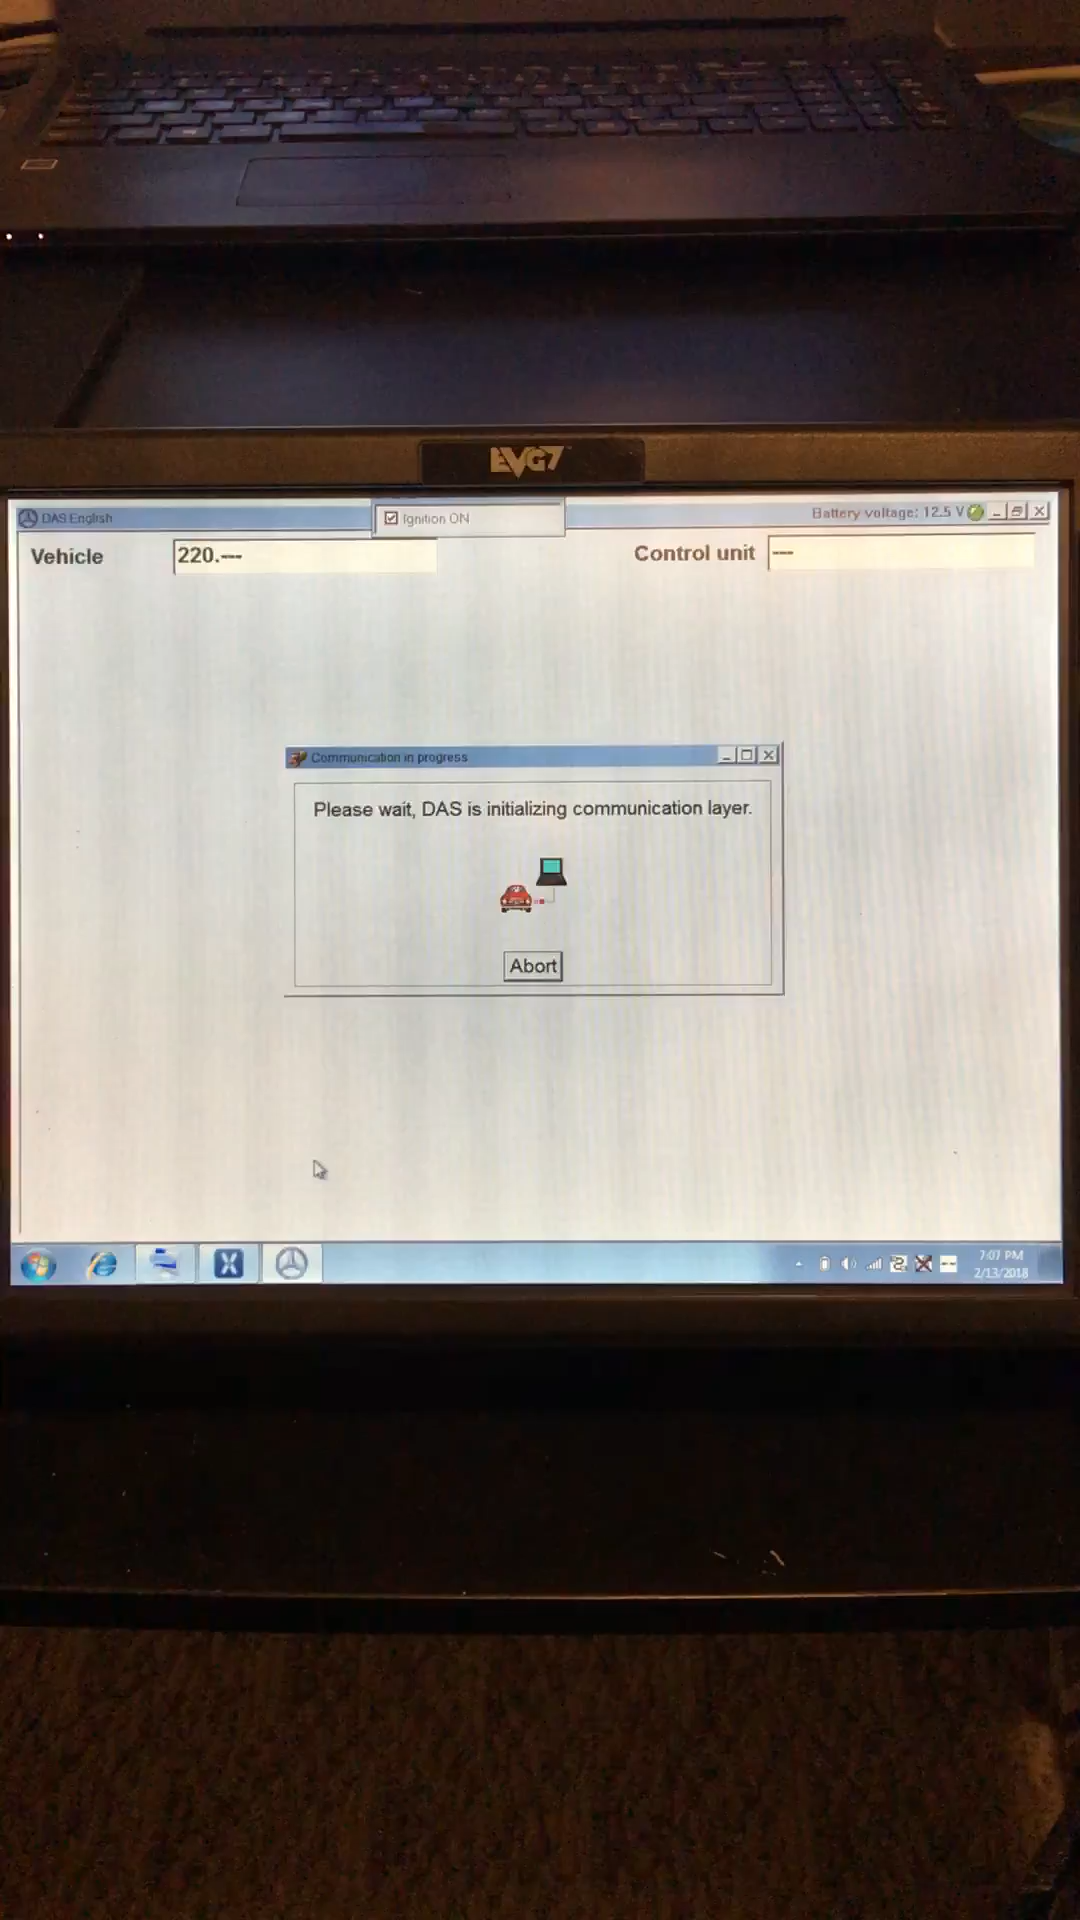 EVG7
DAS English
Ignition ON
Battery voltage: 12.5 V
Vehicle
220.---
Control unit
---
Communication in progress
Please wait, DAS is initializing communication layer.
Abort
7:07 PM
2/13/2018